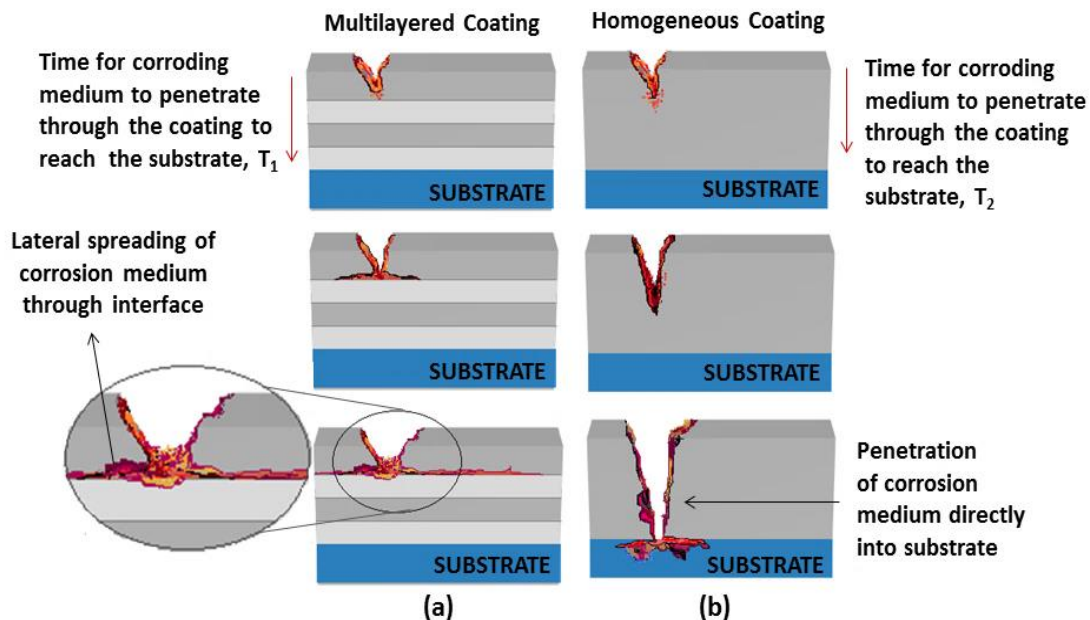 Multilayered Coating
Homogeneous Coating
Time for corroding
medium to penetrate
through the coating to
reach the substrate, T₁
SUBSTRATE
SUBSTRATE
Time for corroding
medium to penetrate
through the coating
to reach the
substrate, T₂
Lateral spreading of
corrosion medium
through interface
SUBSTRATE
SUBSTRATE
SUBSTRATE
SUBSTRATE
Penetration
of corrosion
medium directly
into substrate
(a)
(b)